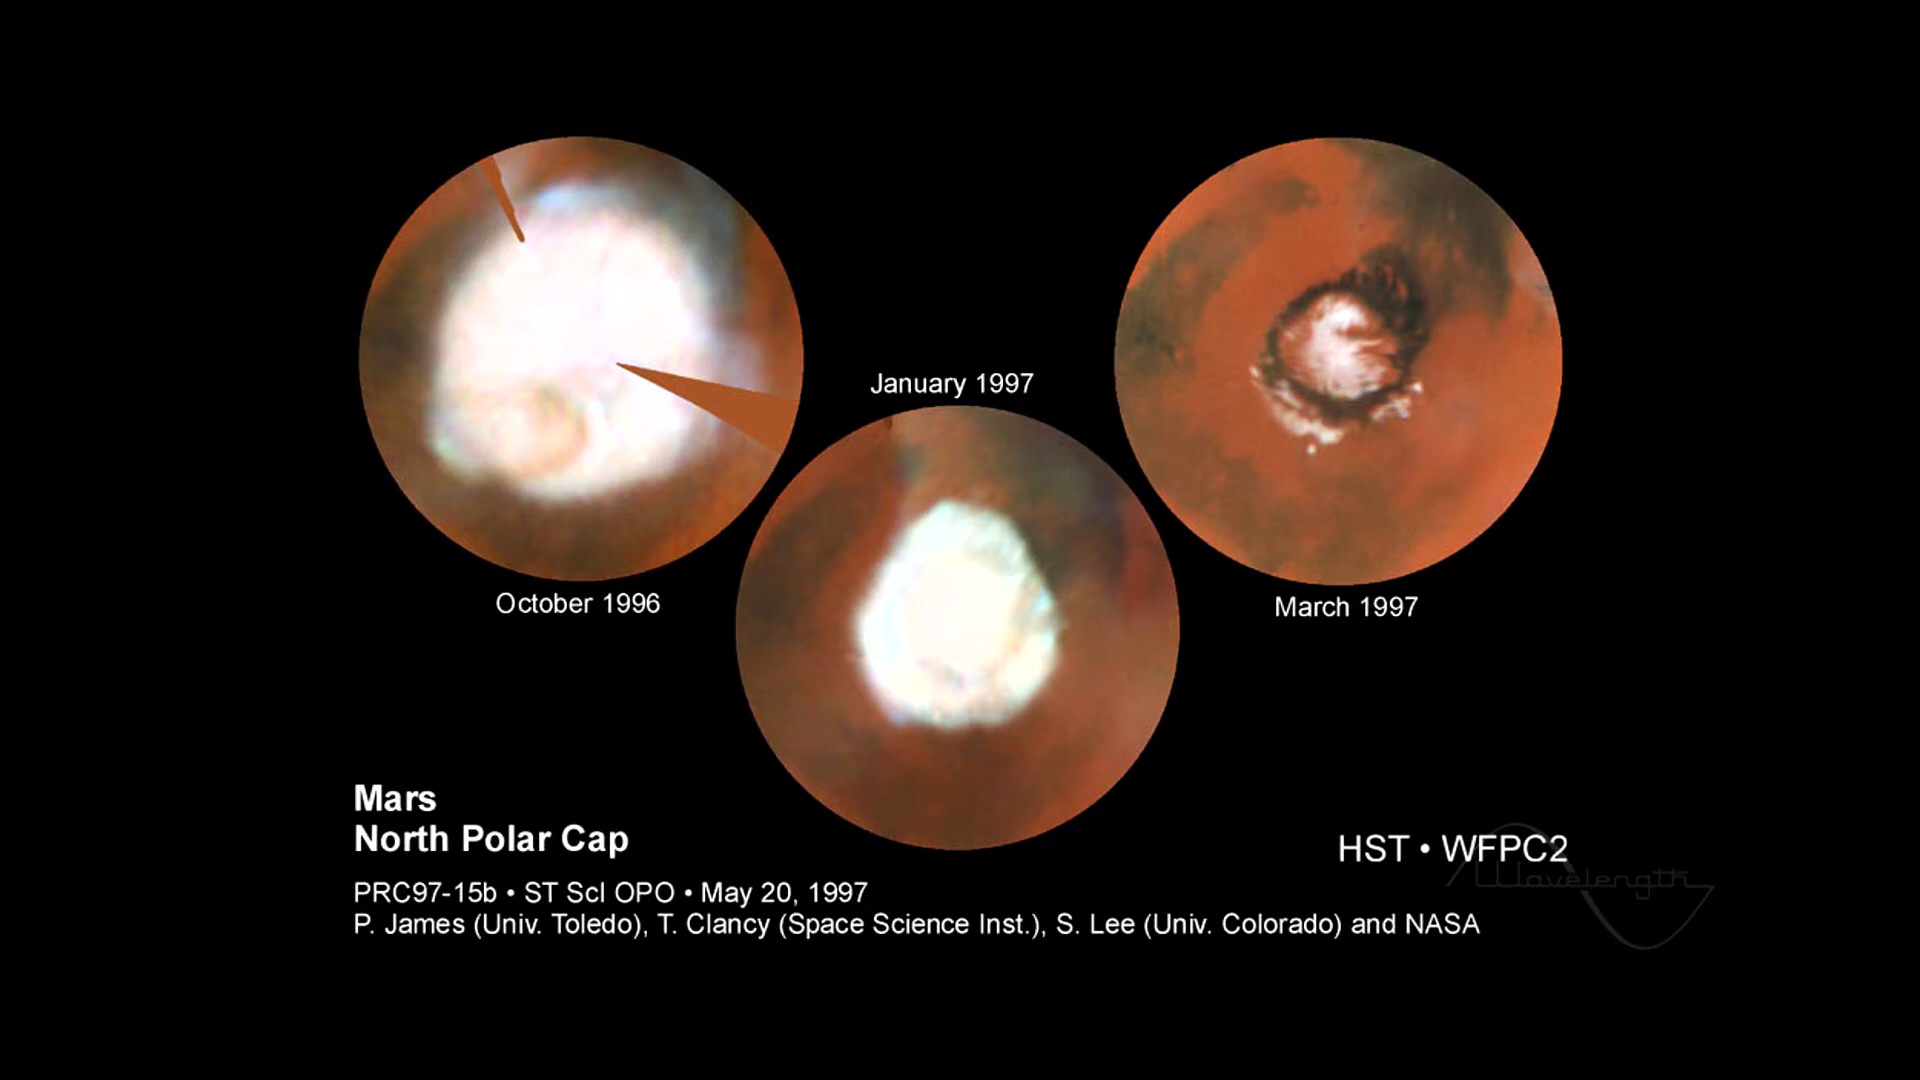 January 1997
October 1996
March 1997
Mars
North Polar Cap
HST • WFPC2
PRC97-15b • ST ScI OPO • May 20, 1997
P. James (Univ. Toledo), T. Clancy (Space Science Inst.), S. Lee (Univ. Colorado) and NASA
Wavelength